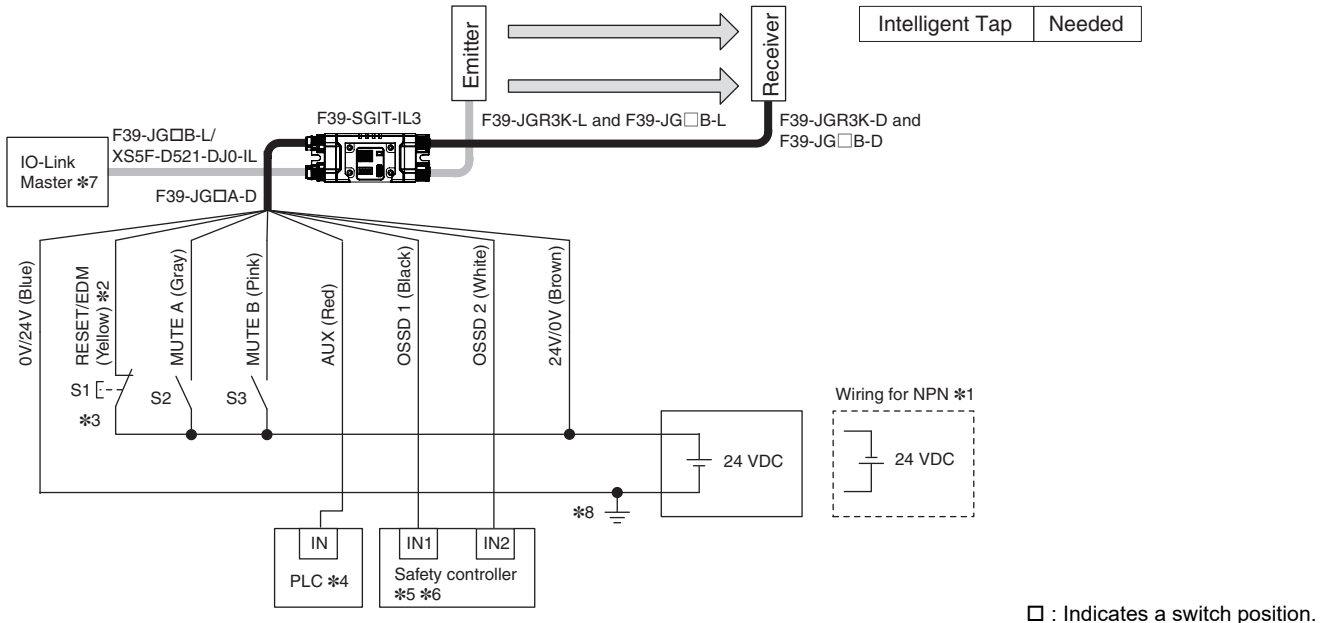 Intelligent Tap Needed
Emitter
Receiver
F39-SGIT-IL3
F39-JGR3K-L and F39-JG□B-L
F39-JGR3K-D and
F39-JG□B-D
F39-JG□B-L/
XS5F-D521-DJ0-IL
IO-Link
Master ✻7
F39-JG□A-D
0V/24V (Blue)
RESET/EDM
(Yellow) ✻2
MUTE A (Gray)
MUTE B (Pink)
AUX (Red)
OSSD 1 (Black)
OSSD 2 (White)
24V/0V (Brown)
S1
✻3
S2
S3
Wiring for NPN ✻1
24 VDC
24 VDC
✻8
IN
PLC ✻4
IN1
IN2
Safety controller
✻5 ✻6
□ : Indicates a switch position.